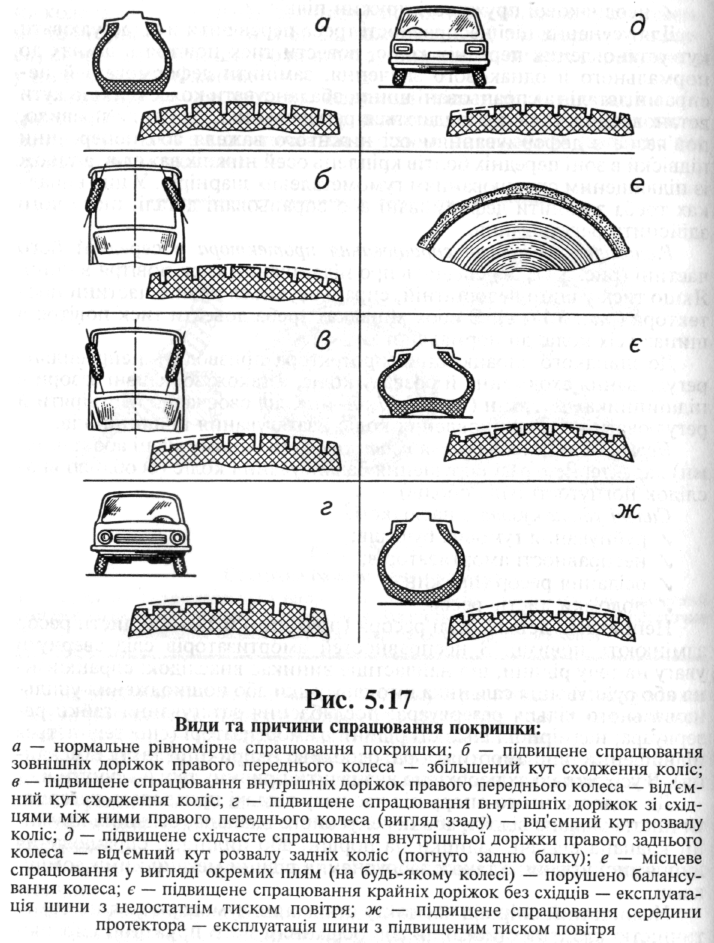 а
д
б
е
в
є
г
ж
Рис. 5.17
Види та причини спрацювання покришки:
а — нормальне рівномірне спрацювання покришки; б — підвищене спрацювання
зовнішніх доріжок правого переднього колеса — збільшений кут сходження коліс;
в — підвищене спрацювання внутрішніх доріжок правого переднього колеса — від'єм-
ний кут сходження коліс; г — підвищене спрацювання внутрішніх доріжок зі схід-
цями між ними правого переднього колеса (вигляд ззаду) — від'ємний кут розвалу
коліс; д — підвищене східчасте спрацювання внутрішньої доріжки правого заднього
колеса — від'ємний кут розвалу задніх коліс (погнуто задню балку); е — місцеве
спрацювання у вигляді окремих плям (на будь-якому колесі) — порушено балансу-
вання колеса; є — підвищене спрацювання крайніх доріжок без східців — експлуата-
ція шини з недостатнім тиском повітря; ж — підвищене спрацювання середини
протектора — експлуатація шини з підвищеним тиском повітря